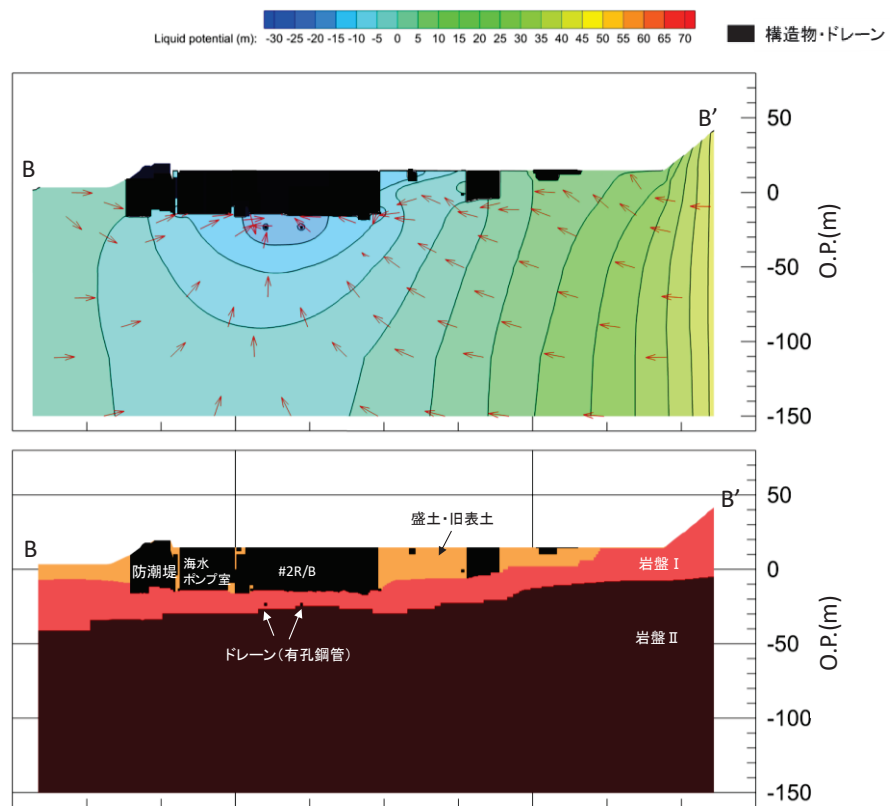 Liquid potential (m): -30 -25 -20 -15 -10 -5 0 5 10 15 20 25 30 35 40 45 50 55 60 65 70
構造物・ドレーン
B
B’
50
0
-50
-100
-150
O.P.(m)
B
B’
盛土・旧表土
防潮堤
海水
ポンプ室
#2R/B
岩盤Ⅰ
ドレーン(有孔鋼管)
岩盤Ⅱ
50
0
-50
-100
-150
O.P.(m)